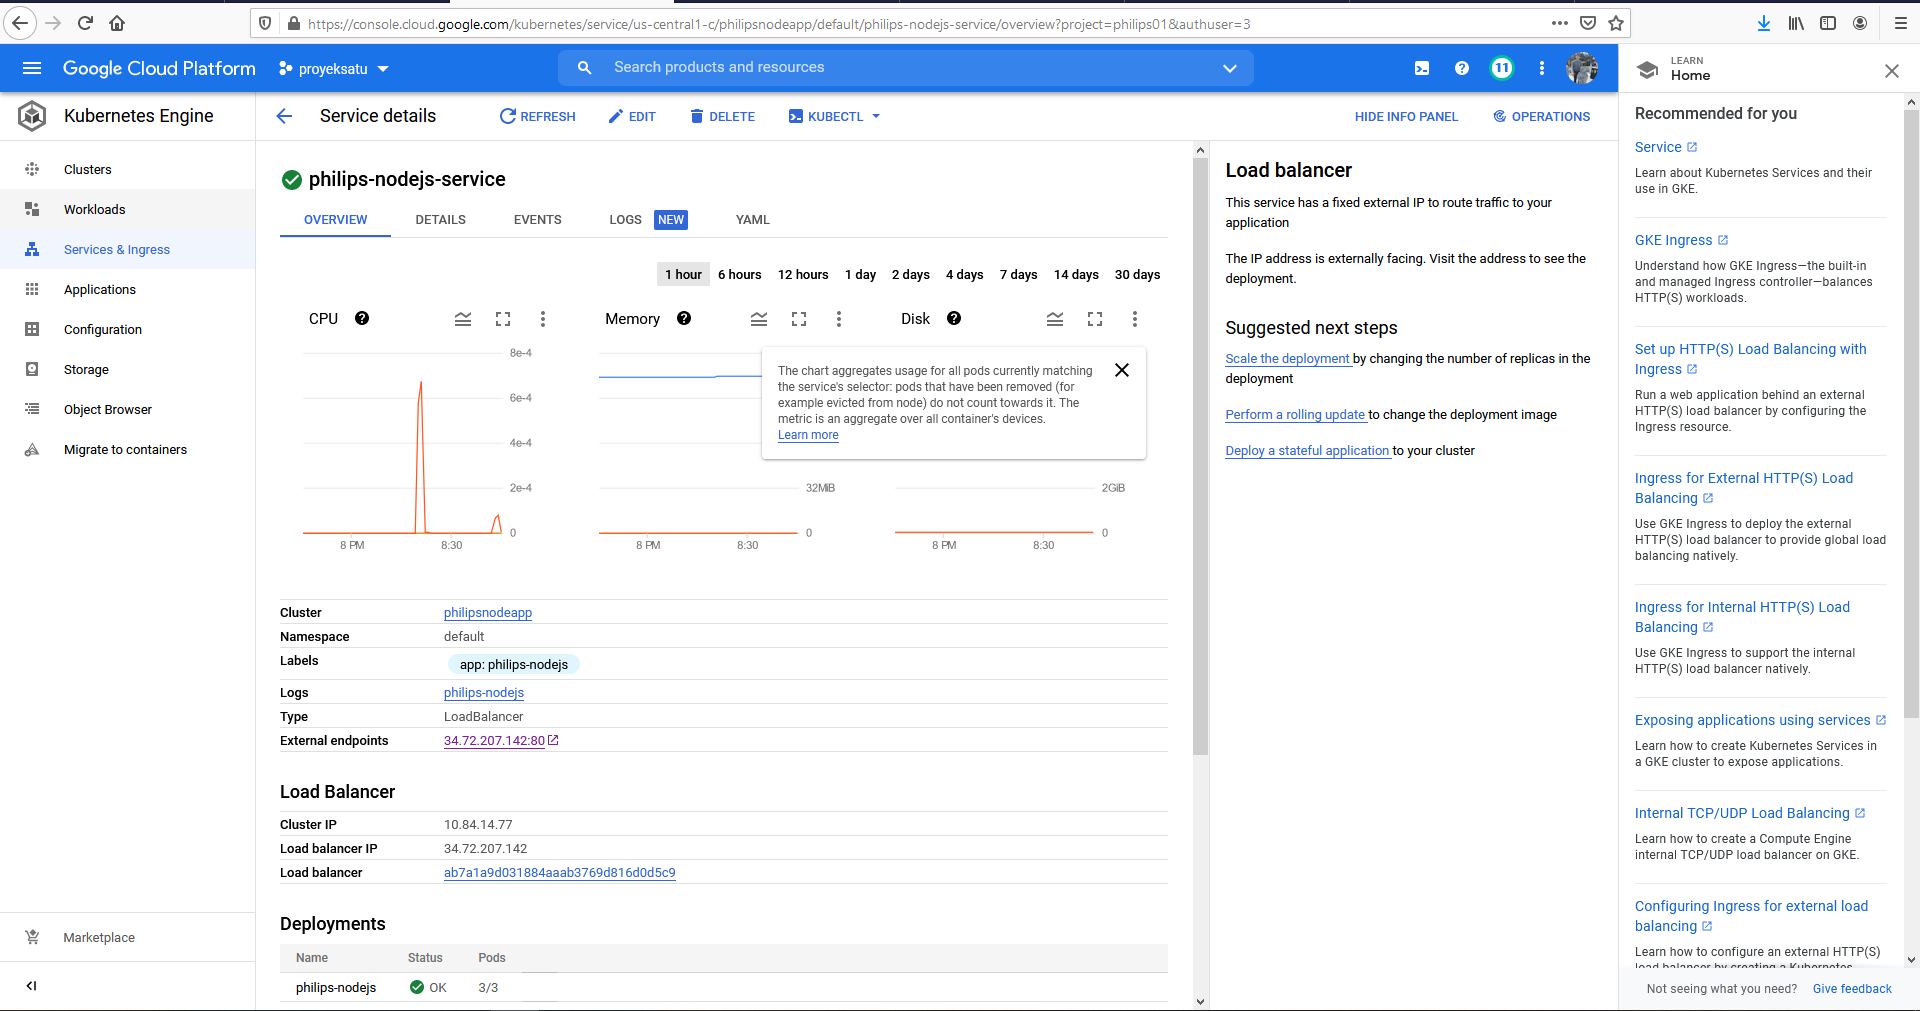 https://console.cloud.google.com/kubernetes/service/us-central1-c/philipsnodeapp/default/philips-nodejs-service/overview?project=philips01&authuser=3
Google Cloud Platform
proyeksatu
Search products and resources
11
LEARN
Home
Kubernetes Engine
Service details
REFRESH
EDIT
DELETE
KUBECTL
HIDE INFO PANEL
OPERATIONS
Clusters
Workloads
Services & Ingress
Applications
Configuration
Storage
Object Browser
Migrate to containers
Marketplace
philips-nodejs-service
OVERVIEW
DETAILS
EVENTS
LOGS NEW
YAML
1 hour 6 hours 12 hours 1 day 2 days 4 days 7 days 14 days 30 days
CPU
8e-4
6e-4
4e-4
2e-4
0
8 PM 8:30
Memory
32MiB
0
8 PM 8:30
Disk
2GiB
0
8 PM 8:30
The chart aggregates usage for all pods currently matching
the service's selector: pods that have been removed (for
example evicted from node) do not count towards it. The
metric is an aggregate over all container's devices.
Learn more
Cluster philipsnodeapp
Namespace default
Labels app: philips-nodejs
Logs philips-nodejs
Type LoadBalancer
External endpoints 34.72.207.142:80
Load Balancer
Cluster IP 10.84.14.77
Load balancer IP 34.72.207.142
Load balancer ab7a1a9d031884aaab3769d816d0d5c9
Deployments
Name Status Pods
philips-nodejs OK 3/3
Load balancer
This service has a fixed external IP to route traffic to your
application
The IP address is externally facing. Visit the address to see the
deployment.
Suggested next steps
Scale the deployment by changing the number of replicas in the
deployment
Perform a rolling update to change the deployment image
Deploy a stateful application to your cluster
Recommended for you
Service
Learn about Kubernetes Services and their
use in GKE.
GKE Ingress
Understand how GKE Ingress—the built-in
and managed Ingress controller—balances
HTTP(S) workloads.
Set up HTTP(S) Load Balancing with
Ingress
Run a web application behind an external
HTTP(S) load balancer by configuring the
Ingress resource.
Ingress for External HTTP(S) Load
Balancing
Use GKE Ingress to deploy the external
HTTP(S) load balancer to provide global load
balancing natively.
Ingress for Internal HTTP(S) Load
Balancing
Use GKE Ingress to support the internal
HTTP(S) load balancer natively.
Exposing applications using services
Learn how to create Kubernetes Services in
a GKE cluster to expose applications.
Internal TCP/UDP Load Balancing
Learn how to create a Compute Engine
internal TCP/UDP load balancer on GKE.
Configuring Ingress for external load
balancing
Learn how to configure an external HTTP(S)
load balancer by creating a Kubernetes
Not seeing what you need? Give feedback